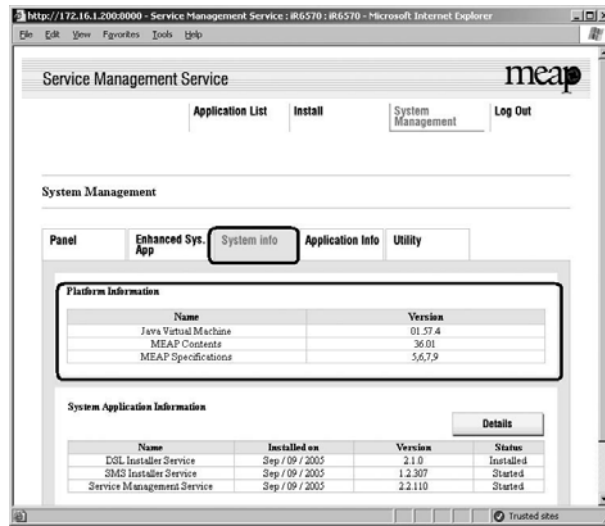 http://172.16.1.200:0000 - Service Management Service : iR6570 : iR6570 - Microsoft Internet Explorer
File Edit View Favorites Tools Help
Service Management Service meap
Application List Install System Management Log Out
System Management
Panel Enhanced Sys. App System info Application Info Utility
Platform Information
Name Version
Java Virtual Machine 01.57.4
MEAP Contents 36.01
MEAP Specifications 5,6,7,9
System Application Information
Details
Name Installed on Version Status
DSL Installer Service Sep / 09 / 2005 2.1.0 Installed
SMS Installer Service Sep / 09 / 2005 1.2.307 Started
Service Management Service Sep / 09 / 2005 2.2.110 Started
Trusted sites